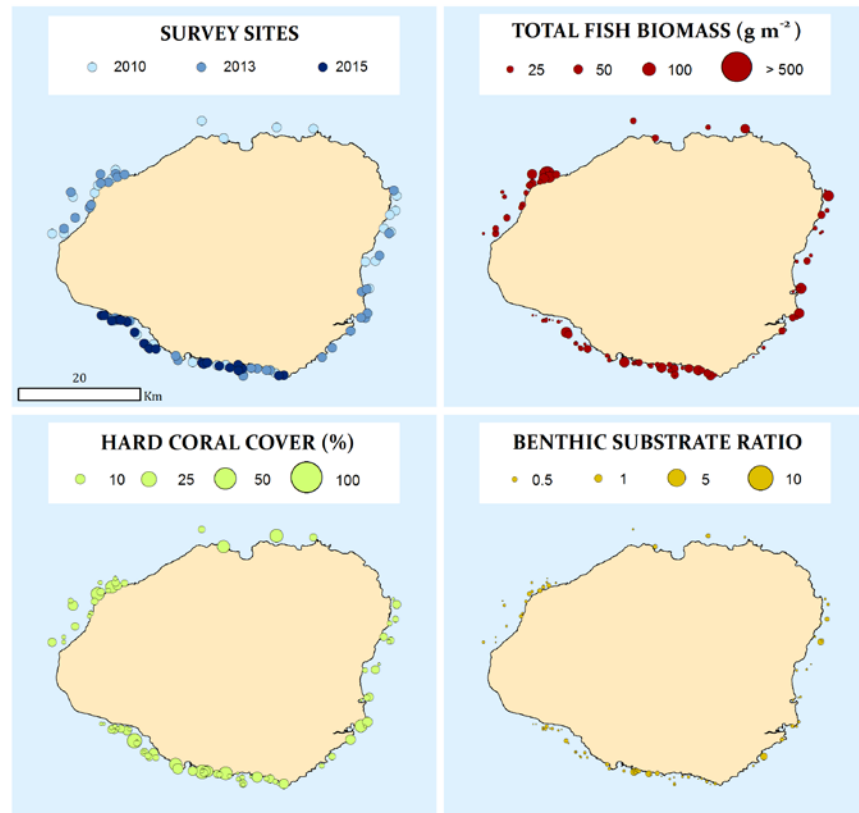 SURVEY SITES
2010 2013 2015
20
Km
TOTAL FISH BIOMASS (g m⁻²)
25 50 100 > 500
HARD CORAL COVER (%)
10 25 50 100
BENTHIC SUBSTRATE RATIO
0.5 1 5 10